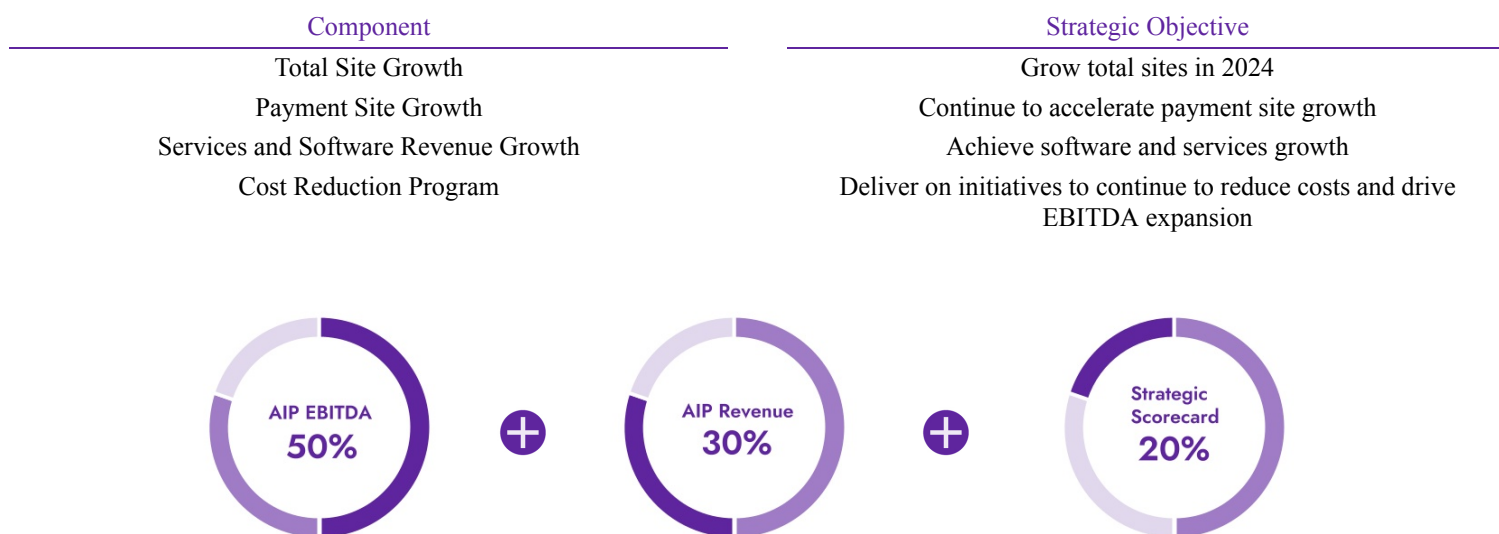 Component Strategic Objective
Total Site Growth Grow total sites in 2024
Payment Site Growth Continue to accelerate payment site growth
Services and Software Revenue Growth Achieve software and services growth
Cost Reduction Program Deliver on initiatives to continue to reduce costs and drive
EBITDA expansion
AIP EBITDA
50%
AIP Revenue
30%
Strategic
Scorecard
20%